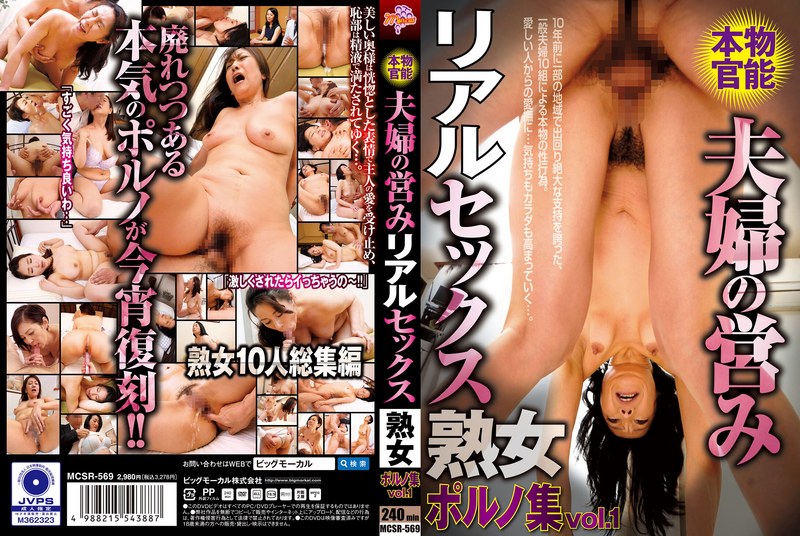 美しい奥様は恍惚とした表情で主人の愛を受け止め、
恥部は精液で満たされてゆく…。
廃れつつある
本気のポルノが今宵復刻!!
「すごく気持ち良いわ…」
「激しくされたらイっちゃうの〜!!」
熟女10人総集編
MCSR-569 2,980円(税込3,278円)
お問い合わせはWEBで ビッグモーカル 検索
ビッグモーカル株式会社
JVPS
成人指定
M362323
4 988215 543887
PP
本物
官能
夫婦の営みリアルセックス
熟女
ポルノ集
vol.1
240min
MCSR-569
本物
官能
夫婦の営み
10年前に一部の地域で出回り絶大な支持を誇った、
一般夫婦10組による本物の性行為。
愛しい人からの愛撫に…気持ちもカラダも高まっていく…。
リアルセックス
熟女
ポルノ集 vol.1